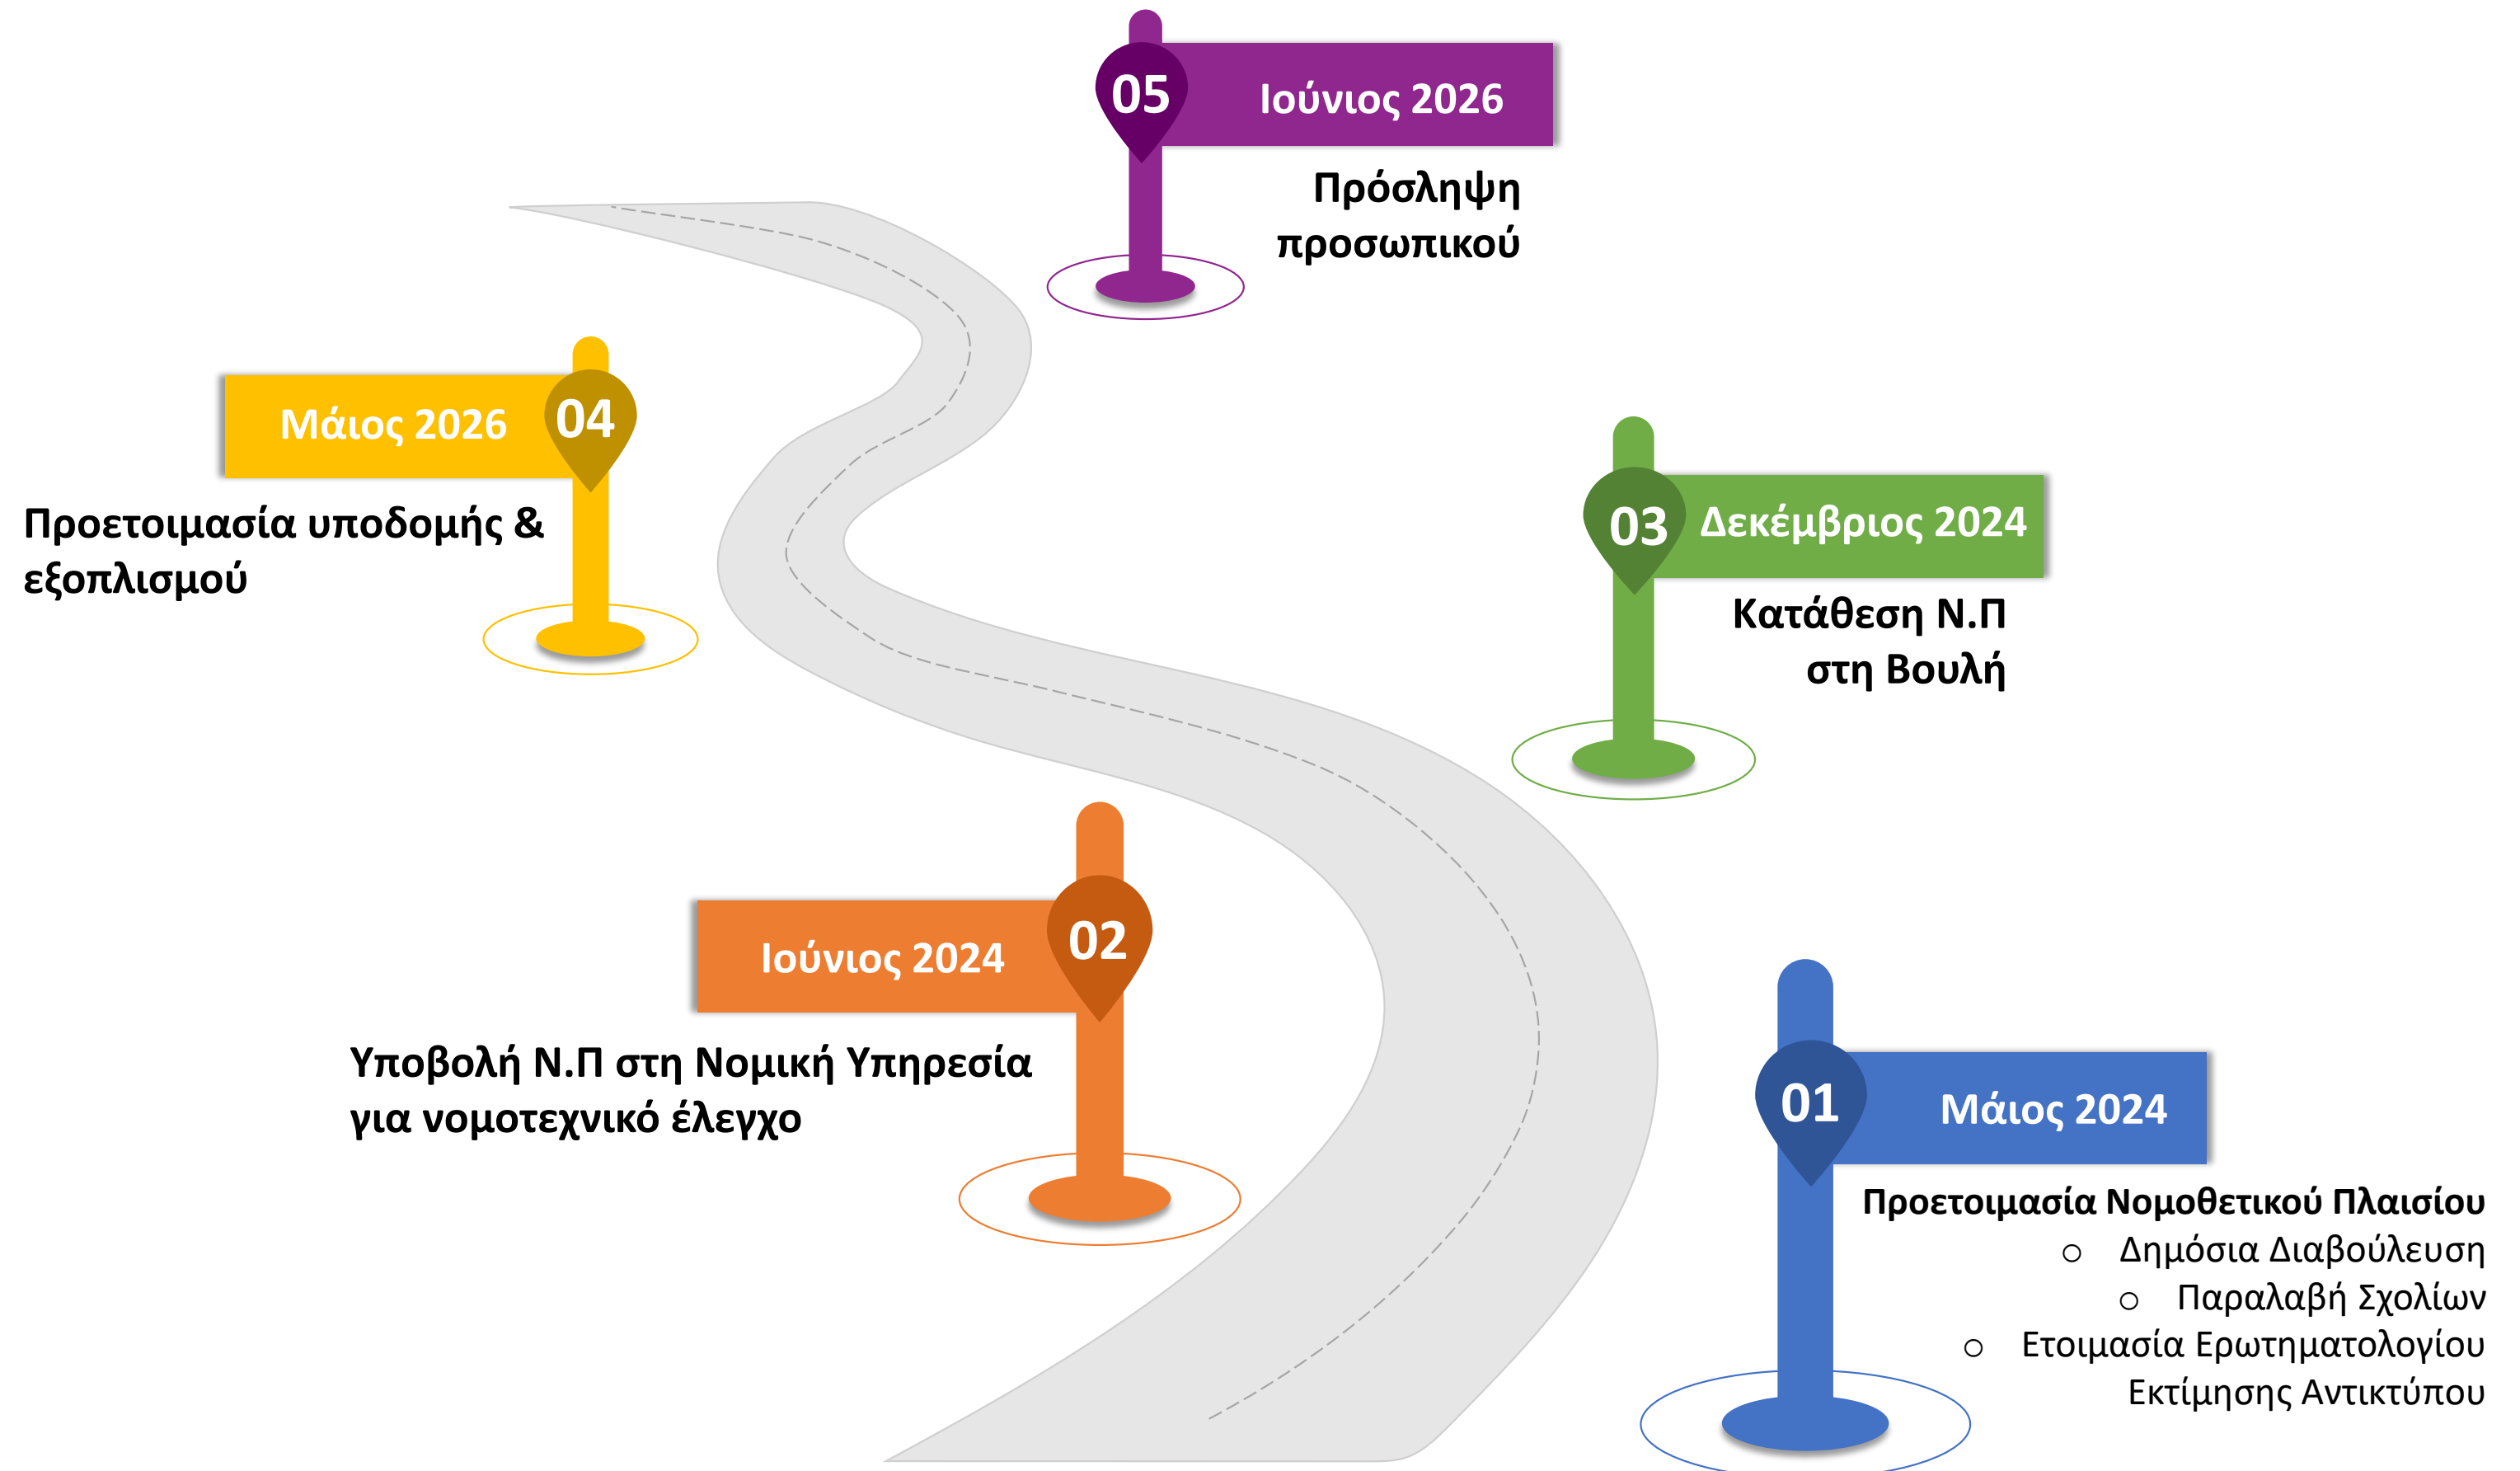 05
Ιούνιος 2026
Πρόσληψη
προσωπικού
Μάιος 2026
04
Προετοιμασία υποδομής &
εξοπλισμού
03
Δεκέμβριος 2024
Κατάθεση Ν.Π
στη Βουλή
Ιούνιος 2024
02
Υποβολή Ν.Π στη Νομική Υπηρεσία
για νομοτεχνικό έλεγχο
01
Μάιος 2024
Προετοιμασία Νομοθετικού Πλαισίου
o Δημόσια Διαβούλευση
o Παραλαβή Σχολίων
o Ετοιμασία Ερωτηματολογίου
Εκτίμησης Αντικτύπου